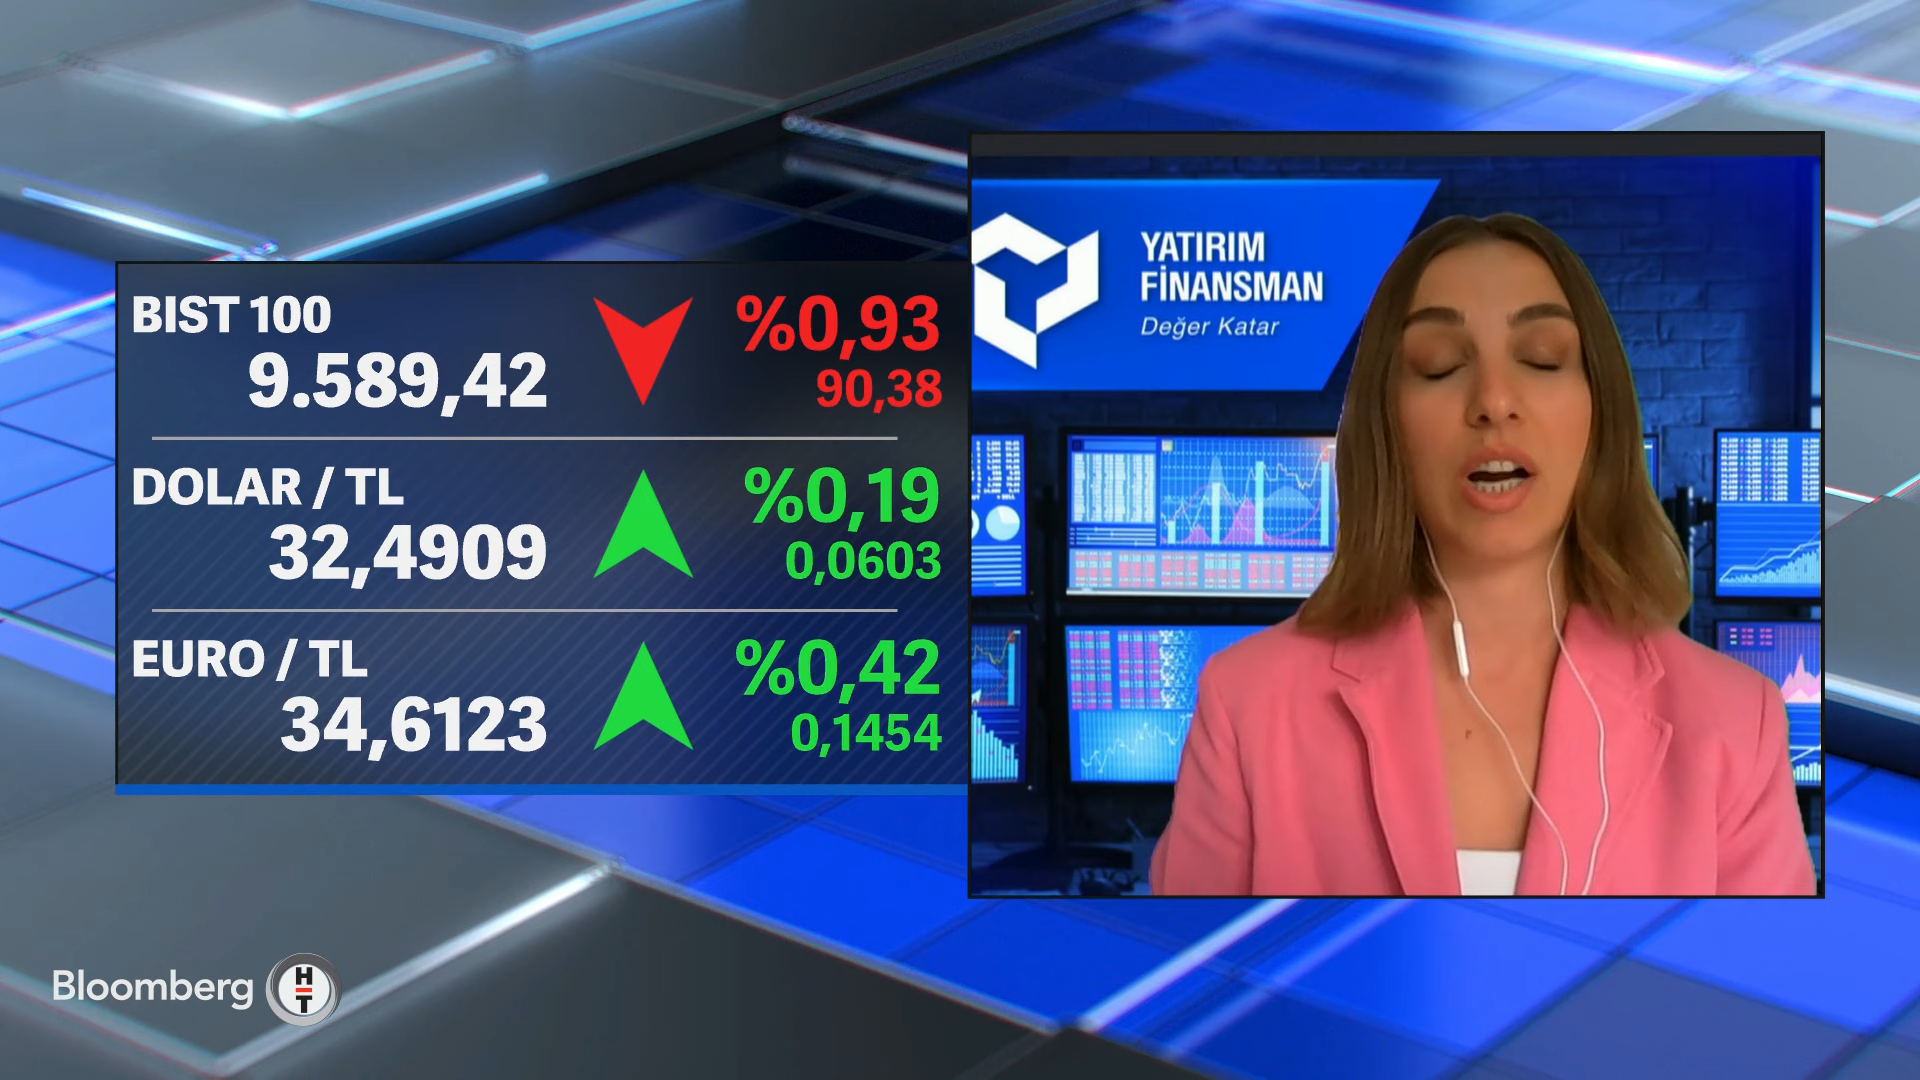 BIST 100
9.589,42
%0,93
90,38
DOLAR / TL
32,4909
%0,19
0,0603
EURO / TL
34,6123
%0,42
0,1454
YATIRIM
FİNANSMAN
Değer Katar
Bloomberg HT